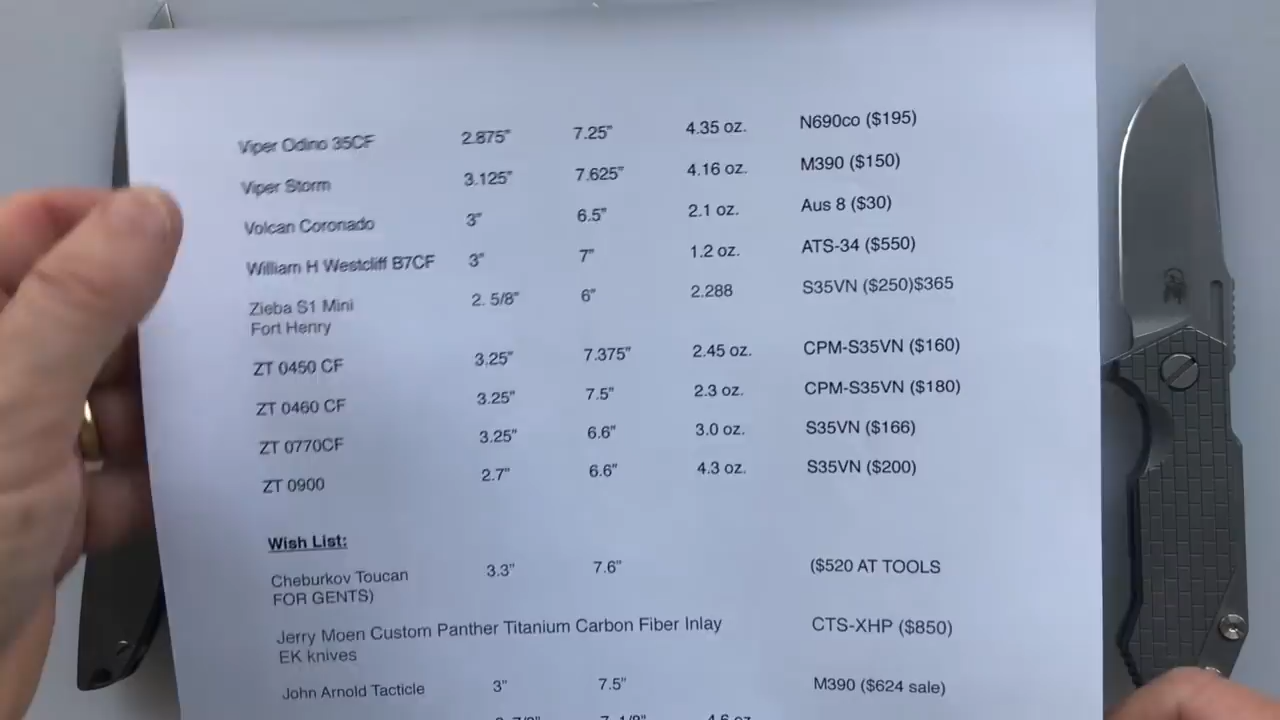 Viper Odino 35CF 2.875" 7.25" 4.35 oz. N690co ($195)
Viper Storm 3.125" 7.625" 4.16 oz. M390 ($150)
Volcan Coronado 3" 6.5" 2.1 oz. Aus 8 ($30)
William H Westcliff B7CF 3" 7" 1.2 oz. ATS-34 ($550)
Zieba S1 Mini 2. 5/8" 6" 2.288 S35VN ($250)$365
Fort Henry
ZT 0450 CF 3.25" 7.375" 2.45 oz. CPM-S35VN ($160)
ZT 0460 CF 3.25" 7.5" 2.3 oz. CPM-S35VN ($180)
ZT 0770CF 3.25" 6.6" 3.0 oz. S35VN ($166)
ZT 0900 2.7" 6.6" 4.3 oz. S35VN ($200)
Wish List:
Cheburkov Toucan 3.3" 7.6" ($520 AT TOOLS
FOR GENTS)
Jerry Moen Custom Panther Titanium Carbon Fiber Inlay CTS-XHP ($850)
EK knives
John Arnold Tacticle 3" 7.5" M390 ($624 sale)